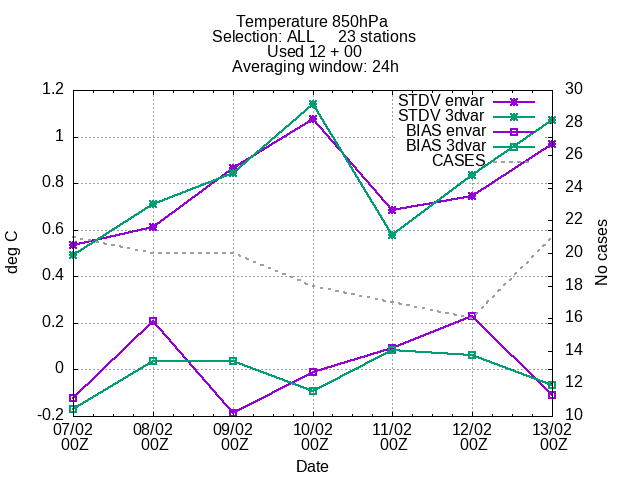 Temperature 850hPa
Selection: ALL 23 stations
Used 12 + 00
Averaging window: 24h
STDV envar
STDV 3dvar
BIAS envar
BIAS 3dvar
CASES
deg C
1.2
1
0.8
0.6
0.4
0.2
0
-0.2
30
28
26
24
22
20
18
16
14
12
10
No cases
07/02 08/02 09/02 10/02 11/02 12/02 13/02
00Z 00Z 00Z 00Z 00Z 00Z 00Z
Date